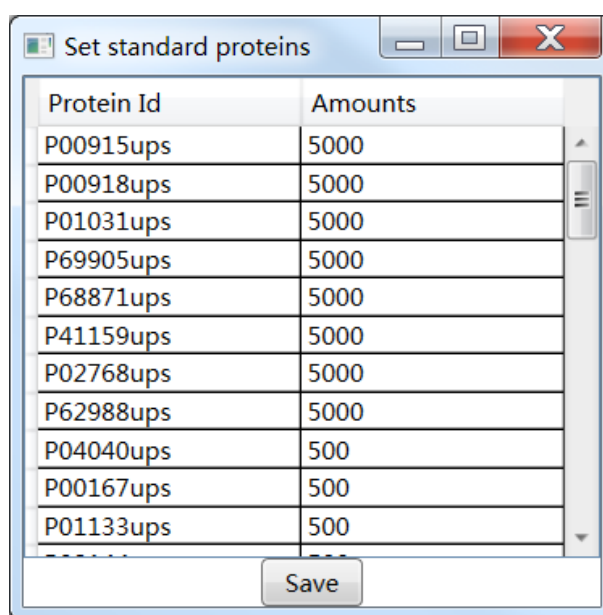 Set standard proteins
Protein Id Amounts
P00915ups 5000
P00918ups 5000
P01031ups 5000
P69905ups 5000
P68871ups 5000
P41159ups 5000
P02768ups 5000
P62988ups 5000
P04040ups 500
P00167ups 500
P01133ups 500
Save